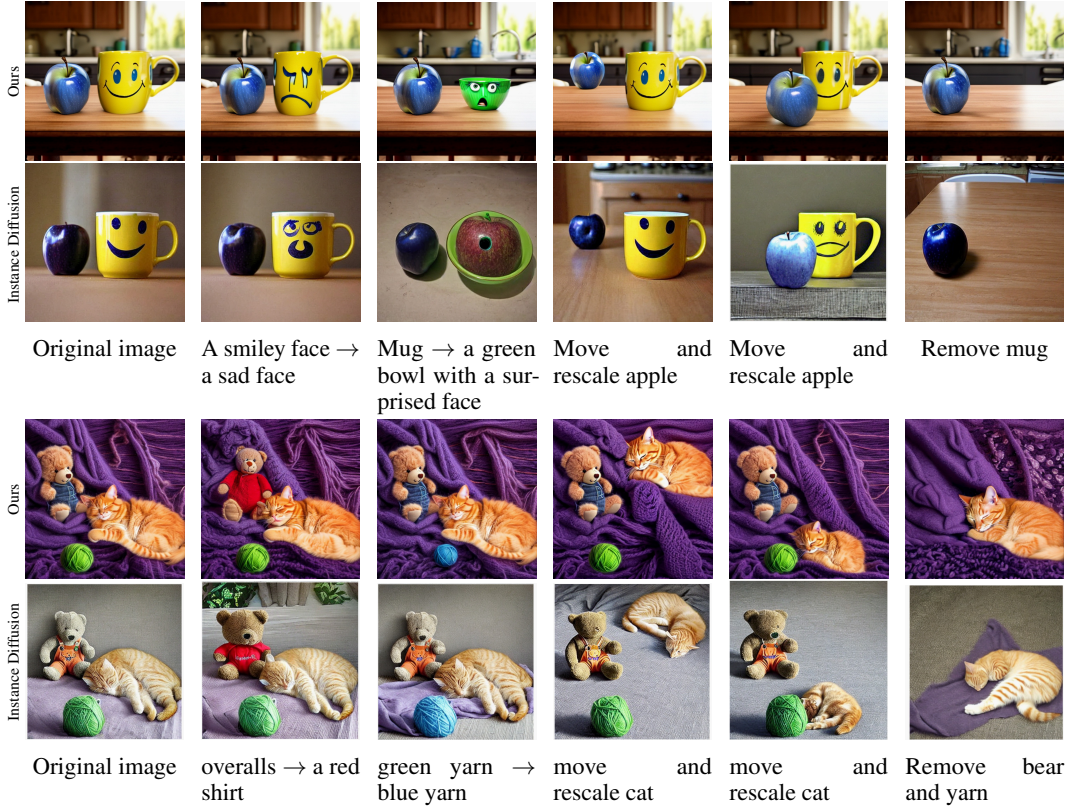 Ours
Instance Diffusion
Original image
A smiley face →
a sad face
Mug → a green
bowl with a sur-
prised face
Move and
rescale apple
Move and
rescale apple
Remove mug
Ours
Instance Diffusion
Original image
overalls → a red
shirt
green yarn →
blue yarn
move and
rescale cat
move and
rescale cat
Remove bear
and yarn